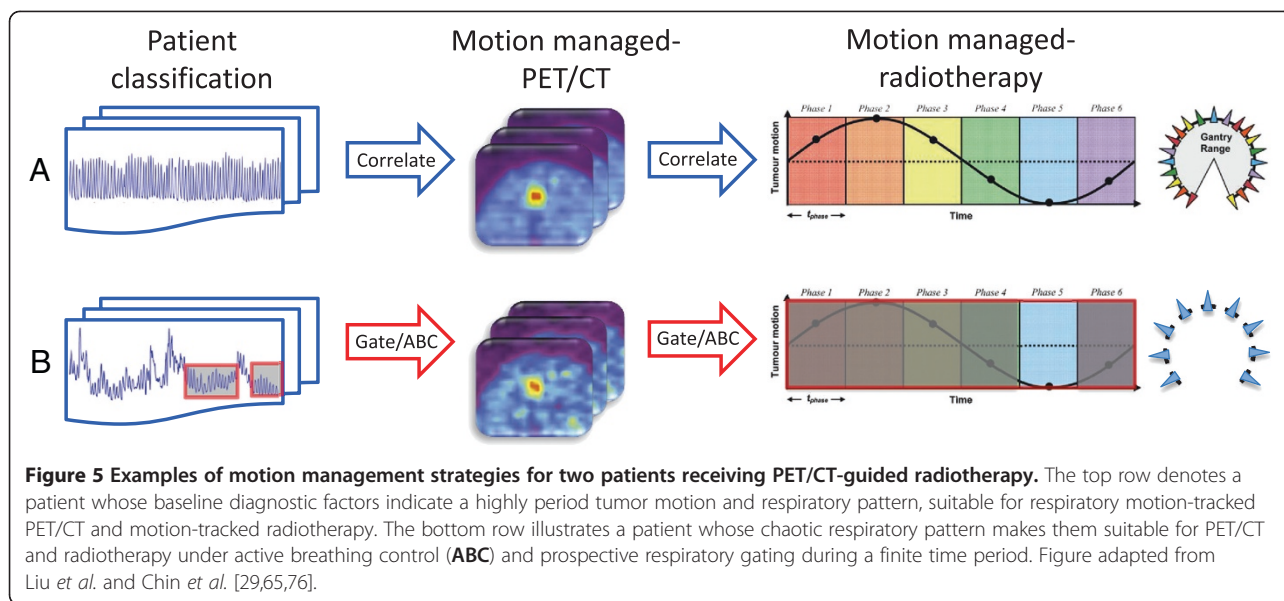 Patient
classification
Motion managed-
PET/CT
Motion managed-
radiotherapy
A
Correlate
Correlate
Phase 1 Phase 2 Phase 3 Phase 4 Phase 5 Phase 6
Tumour motion
t phase
Time
Gantry
Range
B
Gate/ABC
Gate/ABC
Phase 1 Phase 2 Phase 3 Phase 4 Phase 5 Phase 6
Tumour motion
t phase
Time
Figure 5 Examples of motion management strategies for two patients receiving PET/CT-guided radiotherapy. The top row denotes a
patient whose baseline diagnostic factors indicate a highly period tumor motion and respiratory pattern, suitable for respiratory motion-tracked
PET/CT and motion-tracked radiotherapy. The bottom row illustrates a patient whose chaotic respiratory pattern makes them suitable for PET/CT
and radiotherapy under active breathing control (ABC) and prospective respiratory gating during a finite time period. Figure adapted from
Liu et al. and Chin et al. [29,65,76].